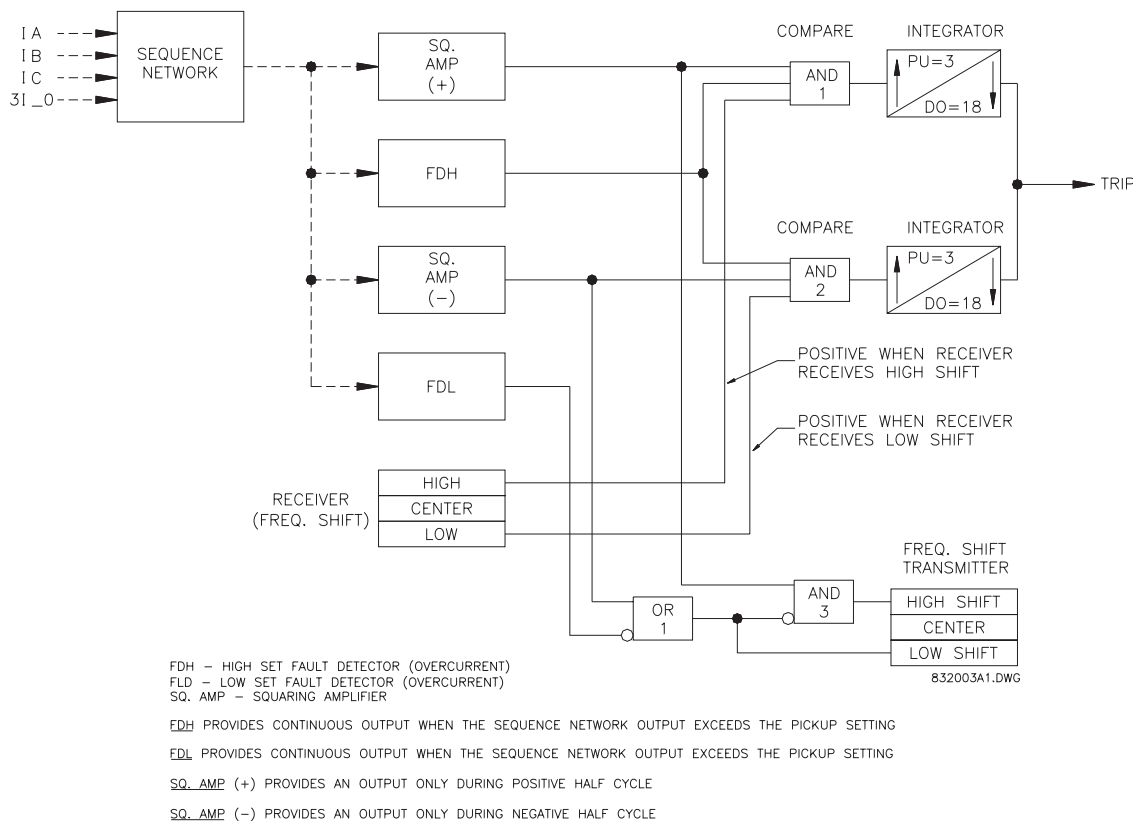 IA
IB
IC
3I_0
SEQUENCE
NETWORK
SQ.
AMP
(+)
FDH
SQ.
AMP
(-)
FDL
COMPARE
AND
1
INTEGRATOR
PU=3
DO=18
TRIP
COMPARE
AND
2
INTEGRATOR
PU=3
DO=18
POSITIVE WHEN RECEIVER
RECEIVES HIGH SHIFT
POSITIVE WHEN RECEIVER
RECEIVES LOW SHIFT
RECEIVER
(FREQ. SHIFT)
HIGH
CENTER
LOW
OR
1
AND
3
FREQ. SHIFT
TRANSMITTER
HIGH SHIFT
CENTER
LOW SHIFT
832003A1.DWG
FDH – HIGH SET FAULT DETECTOR (OVERCURRENT)
FLD – LOW SET FAULT DETECTOR (OVERCURRENT)
SQ. AMP – SQUARING AMPLIFIER
FDH PROVIDES CONTINUOUS OUTPUT WHEN THE SEQUENCE NETWORK OUTPUT EXCEEDS THE PICKUP SETTING
FDL PROVIDES CONTINUOUS OUTPUT WHEN THE SEQUENCE NETWORK OUTPUT EXCEEDS THE PICKUP SETTING
SQ. AMP (+) PROVIDES AN OUTPUT ONLY DURING POSITIVE HALF CYCLE
SQ. AMP (-) PROVIDES AN OUTPUT ONLY DURING NEGATIVE HALF CYCLE